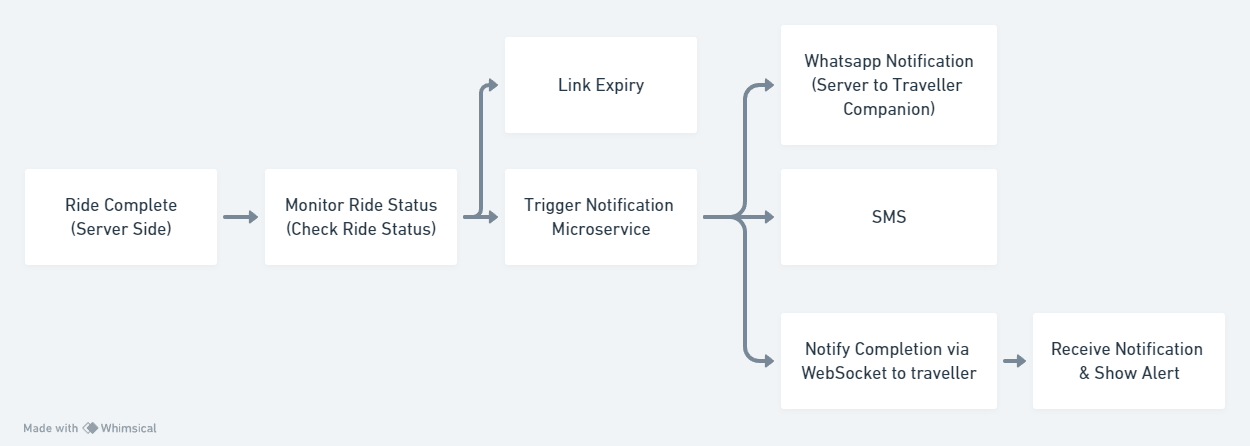 Ride Complete
(Server Side)
Monitor Ride Status
(Check Ride Status)
Link Expiry
Trigger Notification
Microservice
Whatsapp Notification
(Server to Traveller
Companion)
SMS
Notify Completion via
WebSocket to traveller
Receive Notification
& Show Alert
Made with Whimsical